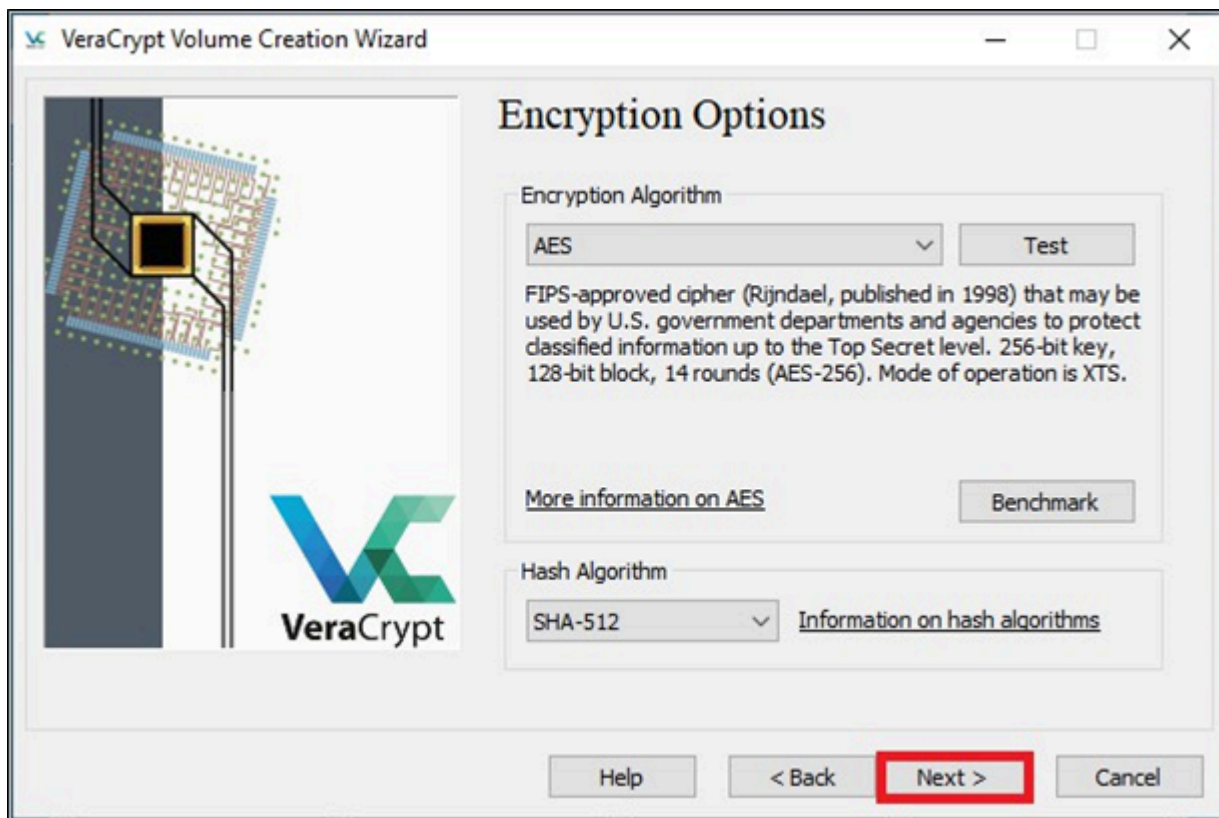 VeraCrypt Volume Creation Wizard
Encryption Options
Encryption Algorithm
AES
Test
FIPS-approved cipher (Rijndael, published in 1998) that may be
used by U.S. government departments and agencies to protect
classified information up to the Top Secret level. 256-bit key,
128-bit block, 14 rounds (AES-256). Mode of operation is XTS.
More information on AES
Benchmark
Hash Algorithm
SHA-512
Information on hash algorithms
VeraCrypt
Help
< Back
Next >
Cancel